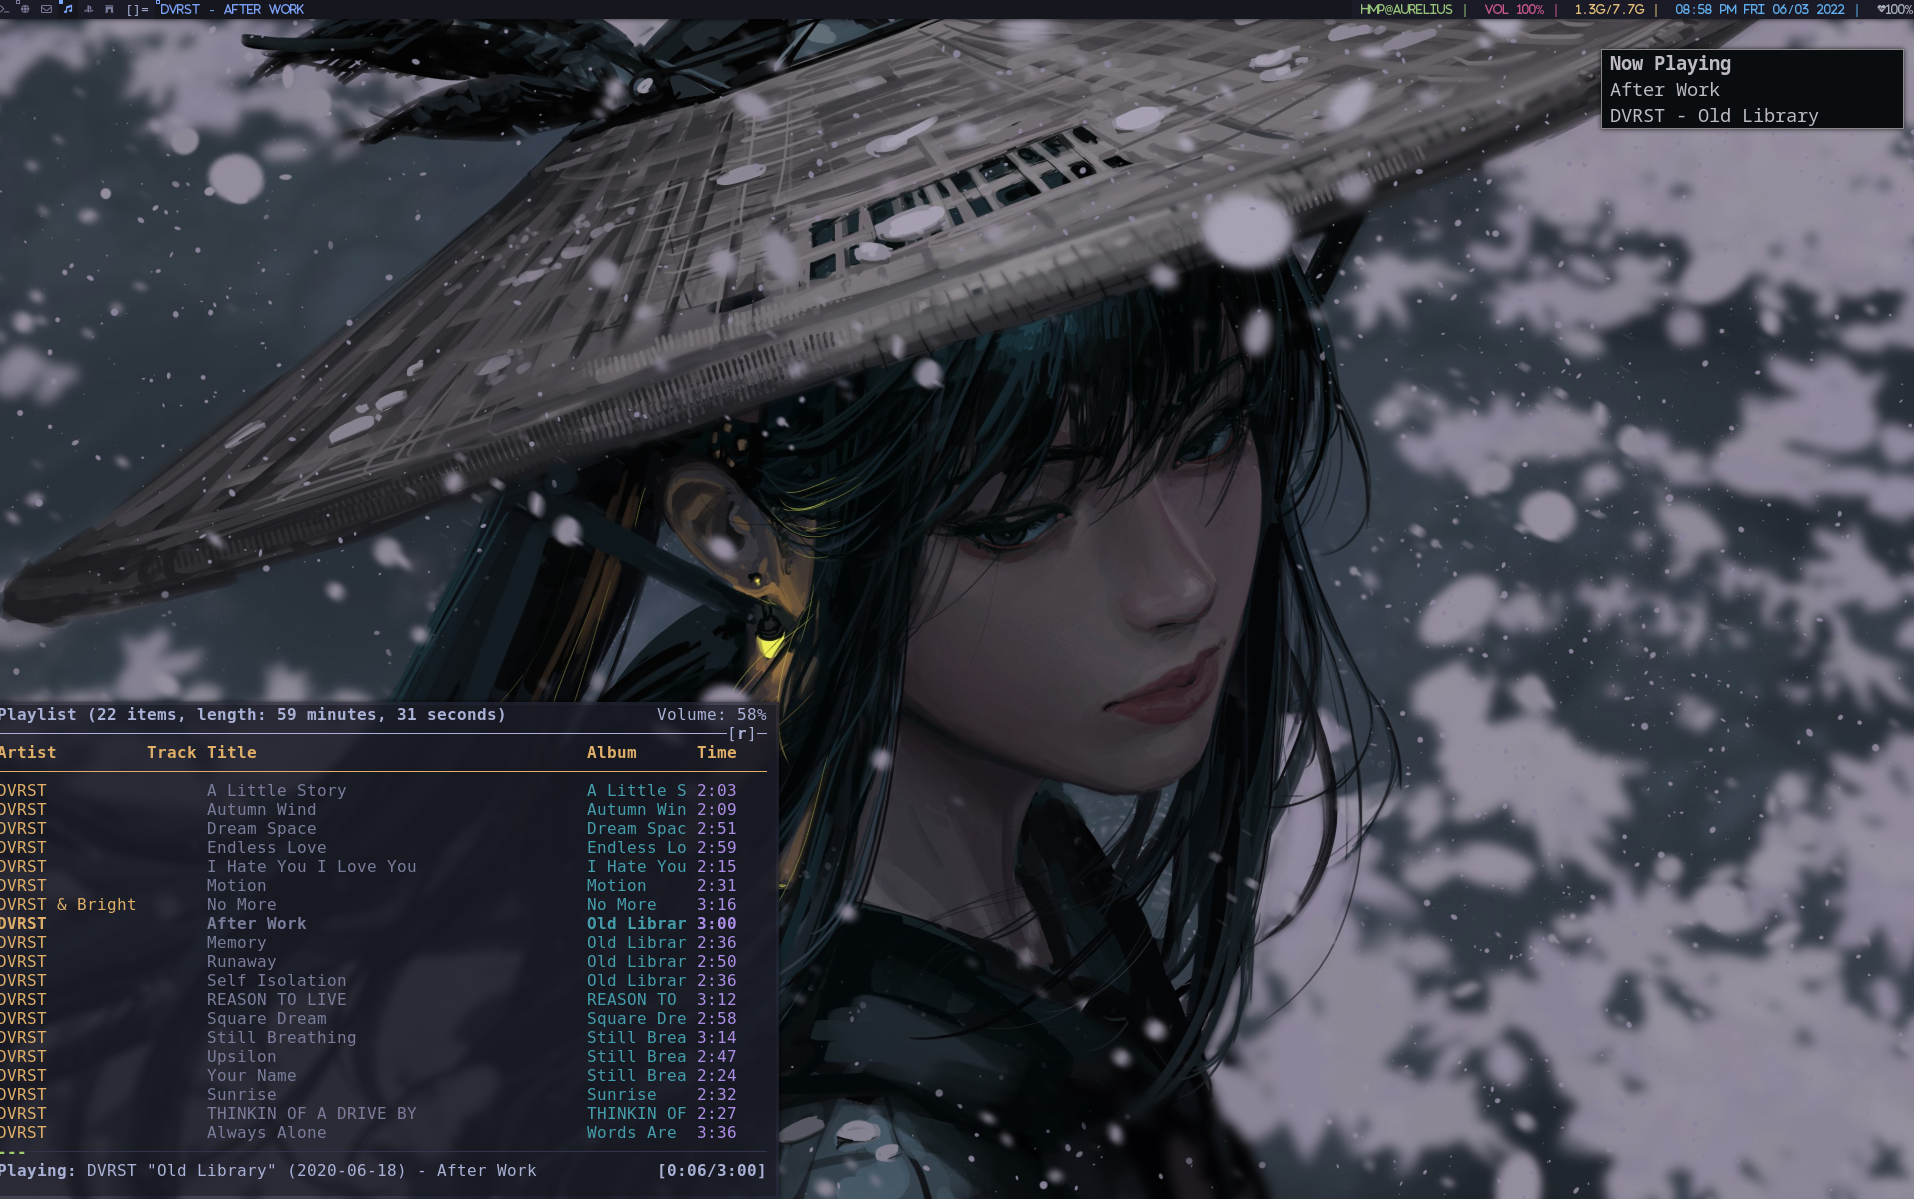 []= DVRST - AFTER WORK
HMP@AURELIUS | VOL 100% | 1.3G/7.7G | 08:58 PM FRI 06/03 2022 | 100%
Now Playing
After Work
DVRST - Old Library
Playlist (22 items, length: 59 minutes, 31 seconds) Volume: 58%
[r]
Artist Track Title Album Time
DVRST A Little Story A Little S 2:03
DVRST Autumn Wind Autumn Win 2:09
DVRST Dream Space Dream Spac 2:51
DVRST Endless Love Endless Lo 2:59
DVRST I Hate You I Love You I Hate You 2:15
DVRST Motion Motion 2:31
DVRST & Bright No More No More 3:16
DVRST After Work Old Librar 3:00
DVRST Memory Old Librar 2:36
DVRST Runaway Old Librar 2:50
DVRST Self Isolation Old Librar 2:36
DVRST REASON TO LIVE REASON TO 3:12
DVRST Square Dream Square Dre 2:58
DVRST Still Breathing Still Brea 3:14
DVRST Upsilon Still Brea 2:47
DVRST Your Name Still Brea 2:24
DVRST Sunrise Sunrise 2:32
DVRST THINKIN OF A DRIVE BY THINKIN OF 2:27
DVRST Always Alone Words Are 3:36
---
Playing: DVRST "Old Library" (2020-06-18) - After Work [0:06/3:00]